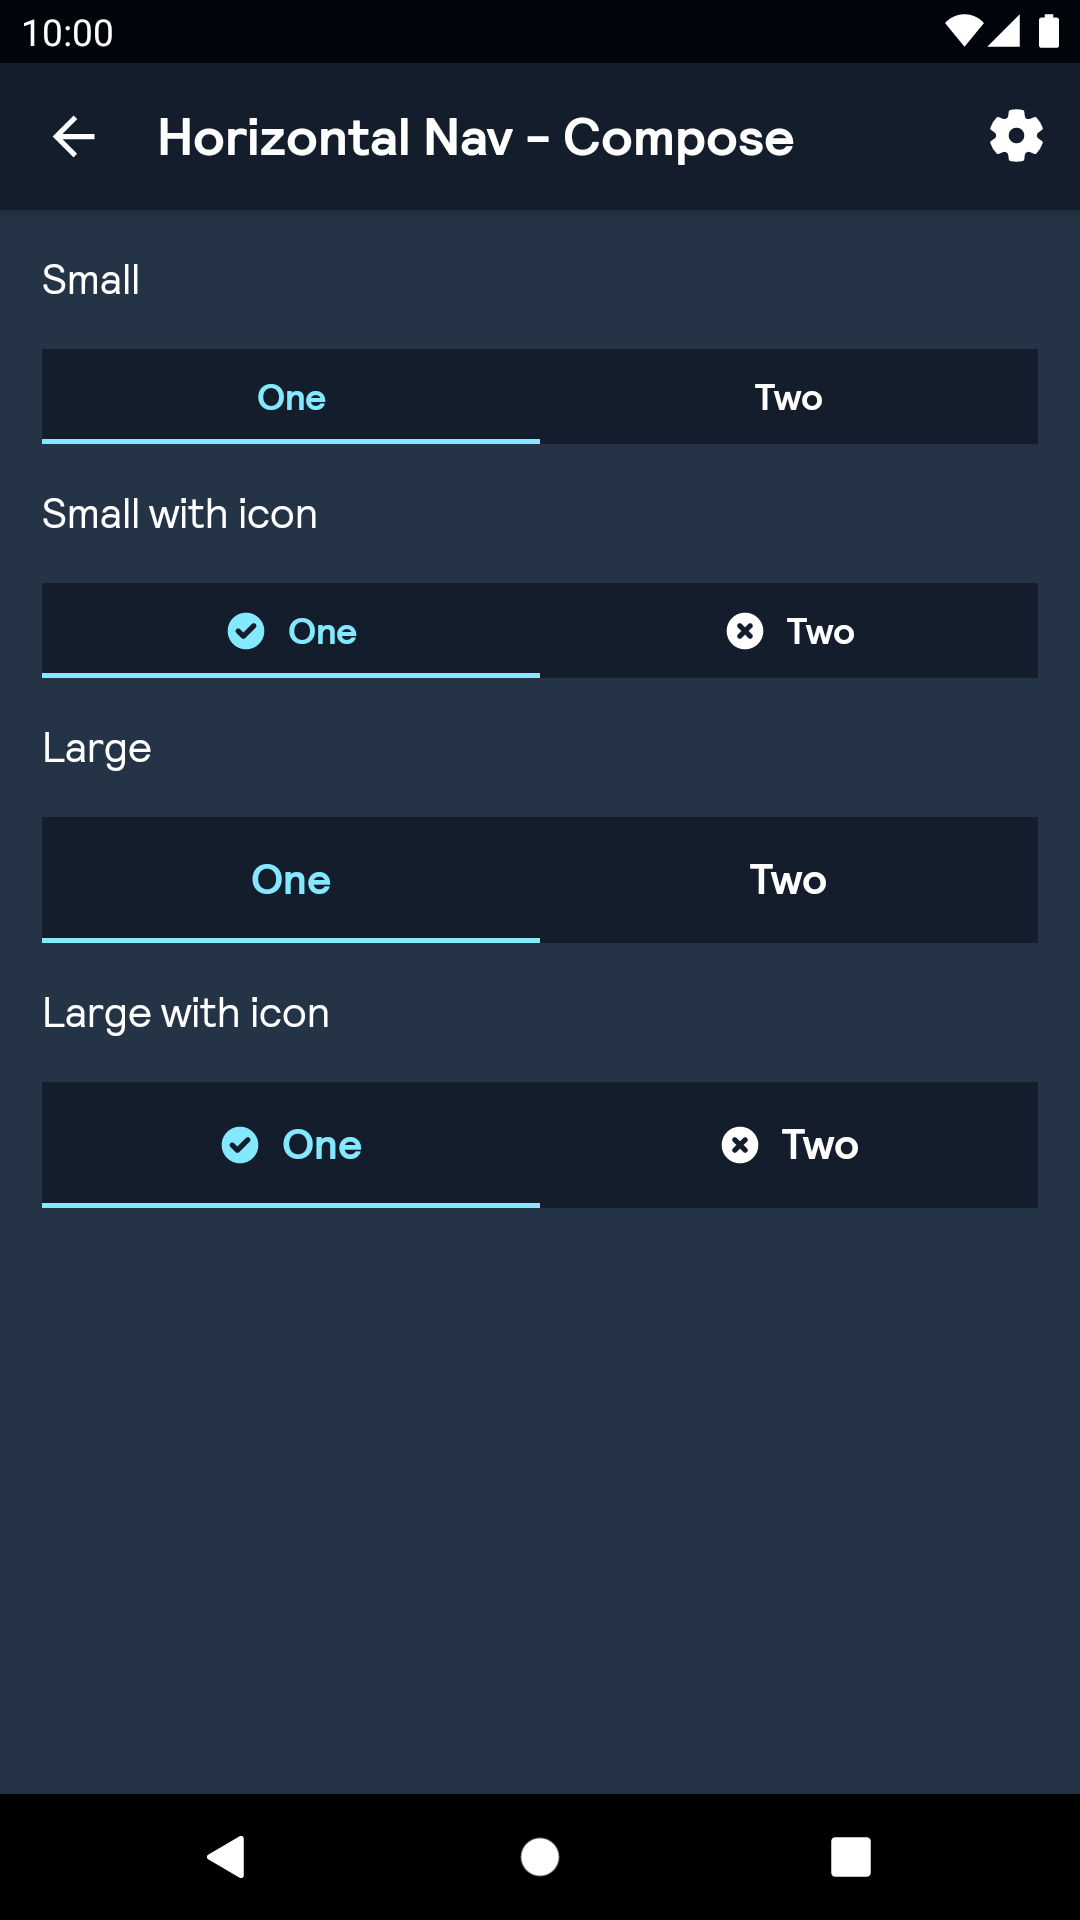 10:00
Horizontal Nav - Compose
Small
One Two
Small with icon
One Two
Large
One Two
Large with icon
One Two